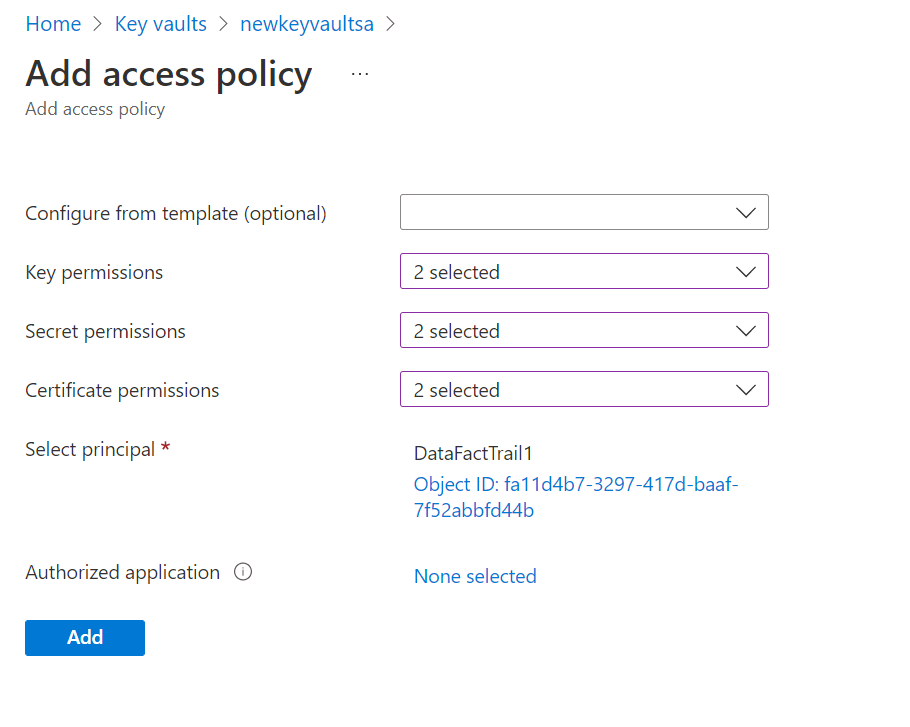 Home > Key vaults > newkeyvaultsa >
Add access policy ...
Add access policy
Configure from template (optional)
Key permissions 2 selected
Secret permissions 2 selected
Certificate permissions 2 selected
Select principal * DataFactTrail1
Object ID: fa11d4b7-3297-417d-baaf-
7f52abbfd44b
Authorized application None selected
Add